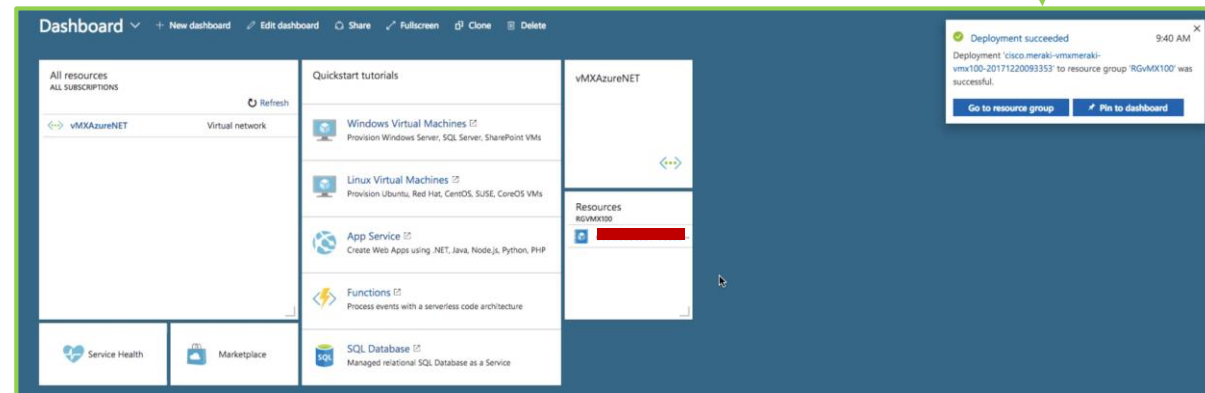 Dashboard
+ New dashboard
Edit dashboard
Share
Fullscreen
Clone
Delete
All resources
ALL SUBSCRIPTIONS
Refresh
vMXAzureNET Virtual network
Service Health
Marketplace
Quickstart tutorials
Windows Virtual Machines
Provision Windows Server, SQL Server, SharePoint VMs
Linux Virtual Machines
Provision Ubuntu, Red Hat, CentOS, SUSE, CoreOS VMs
App Service
Create Web Apps using .NET, Java, Node.js, Python, PHP
Functions
Process events with a serverless code architecture
SQL
SQL Database
Managed relational SQL Database as a Service
vMXAzureNET
Resources
RGVMX100
Deployment succeeded 9:40 AM
Deployment 'cisco.meraki-vmxmeraki-
vmx100-20171220093353' to resource group 'RGvMX100' was
successful.
Go to resource group
Pin to dashboard